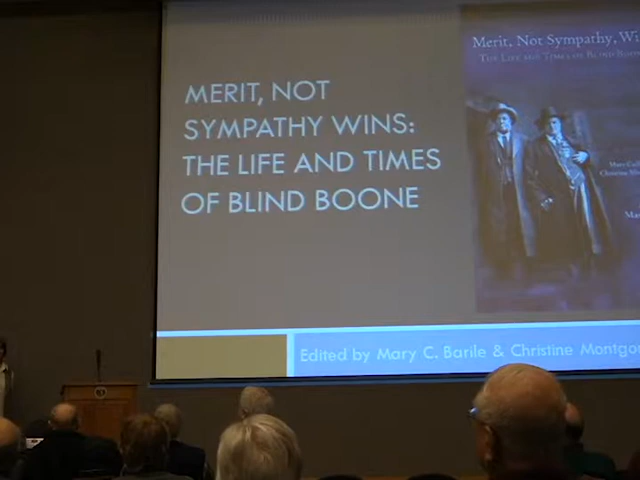 MERIT, NOT
SYMPATHY WINS:
THE LIFE AND TIMES
OF BLIND BOONE
Merit, Not Sympathy, Wi
THE LIFE AND TIMES OF BLIND BOON
Edited by Mary C. Barile & Christine Montgo